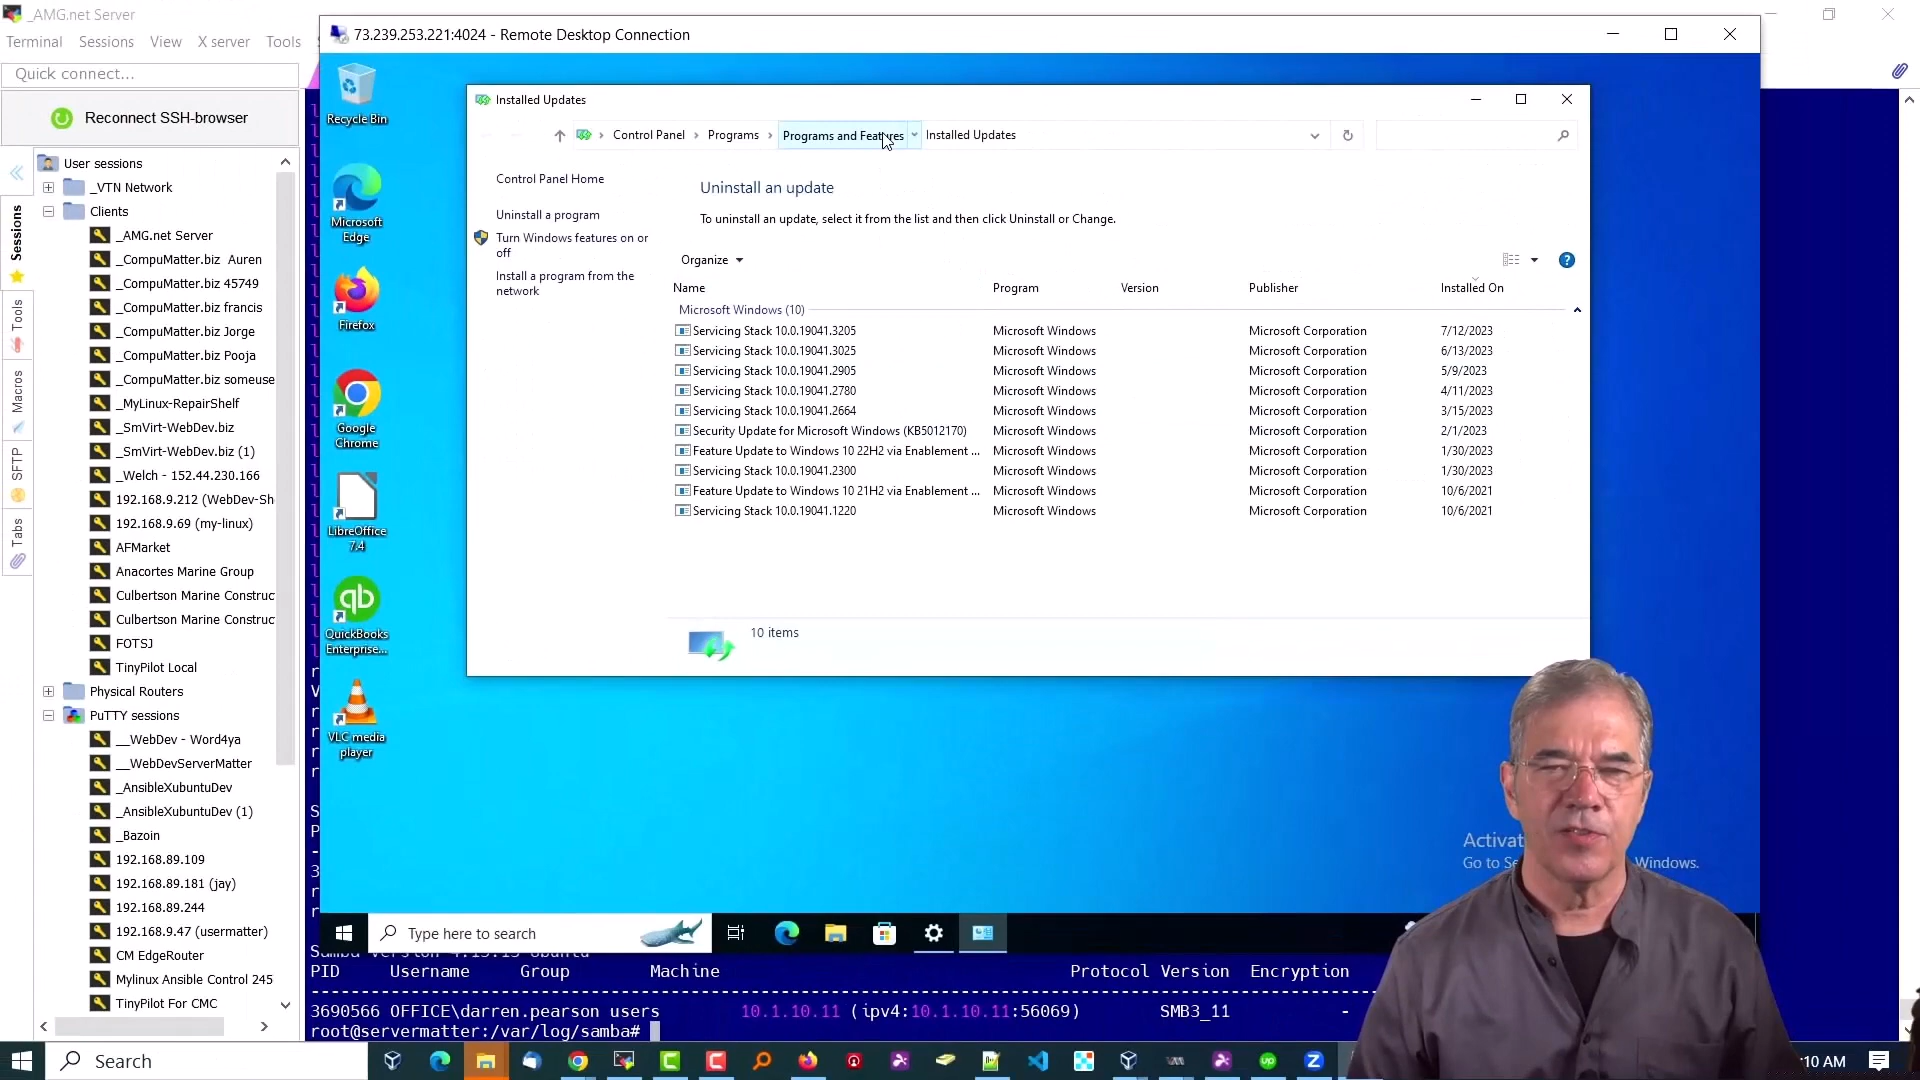 _AMG.net Server
Terminal Sessions View X server Tools
Quick connect...
Reconnect SSH-browser
Sessions
Tools
Macros
SFTP
Tabs
User sessions
_VTN Network
Clients
_AMG.net Server
_CompuMatter.biz Auren
_CompuMatter.biz 45749
_CompuMatter.biz francis
_CompuMatter.biz Jorge
_CompuMatter.biz Pooja
_CompuMatter.biz someuse
_MyLinux-RepairShelf
_SmVirt-WebDev.biz
_SmVirt-WebDev.biz (1)
_Welch - 152.44.230.166
192.168.9.212 (WebDev-Sh
192.168.9.69 (my-linux)
AFMarket
Anacortes Marine Group
Culbertson Marine Construc
Culbertson Marine Construc
FOTSJ
TinyPilot Local
Physical Routers
PuTTY sessions
__WebDev - Word4ya
__WebDevServerMatter
_AnsibleXubuntuDev
_AnsibleXubuntuDev (1)
_Bazoin
192.168.89.109
192.168.89.181 (jay)
192.168.89.244
192.168.9.47 (usermatter)
CM EdgeRouter
Mylinux Ansible Control 245
TinyPilot For CMC
73.239.253.221:4024 - Remote Desktop Connection
Recycle Bin
Microsoft
Edge
Firefox
Google
Chrome
LibreOffice
7.4
QuickBooks
Enterprise...
VLC media
player
Installed Updates
Control Panel > Programs > Programs and Features Installed Updates
Control Panel Home
Uninstall a program
Turn Windows features on or
off
Install a program from the
network
Uninstall an update
To uninstall an update, select it from the list and then click Uninstall or Change.
Organize
Name Program Version Publisher Installed On
Microsoft Windows (10)
Servicing Stack 10.0.19041.3205 Microsoft Windows Microsoft Corporation 7/12/2023
Servicing Stack 10.0.19041.3025 Microsoft Windows Microsoft Corporation 6/13/2023
Servicing Stack 10.0.19041.2905 Microsoft Windows Microsoft Corporation 5/9/2023
Servicing Stack 10.0.19041.2780 Microsoft Windows Microsoft Corporation 4/11/2023
Servicing Stack 10.0.19041.2664 Microsoft Windows Microsoft Corporation 3/15/2023
Security Update for Microsoft Windows (KB5012170) Microsoft Windows Microsoft Corporation 2/1/2023
Feature Update to Windows 10 22H2 via Enablement ... Microsoft Windows Microsoft Corporation 1/30/2023
Servicing Stack 10.0.19041.2300 Microsoft Windows Microsoft Corporation 1/30/2023
Feature Update to Windows 10 21H2 via Enablement ... Microsoft Windows Microsoft Corporation 10/6/2021
Servicing Stack 10.0.19041.1220 Microsoft Windows Microsoft Corporation 10/6/2021
10 items
Activat
Go to Se Windows.
Type here to search
PID Username Group Machine Protocol Version Encryption
3690566 OFFICE\darren.pearson users 10.1.10.11 (ipv4:10.1.10.11:56069) SMB3_11 -
root@servermatter:/var/log/samba#
Search
:10 AM